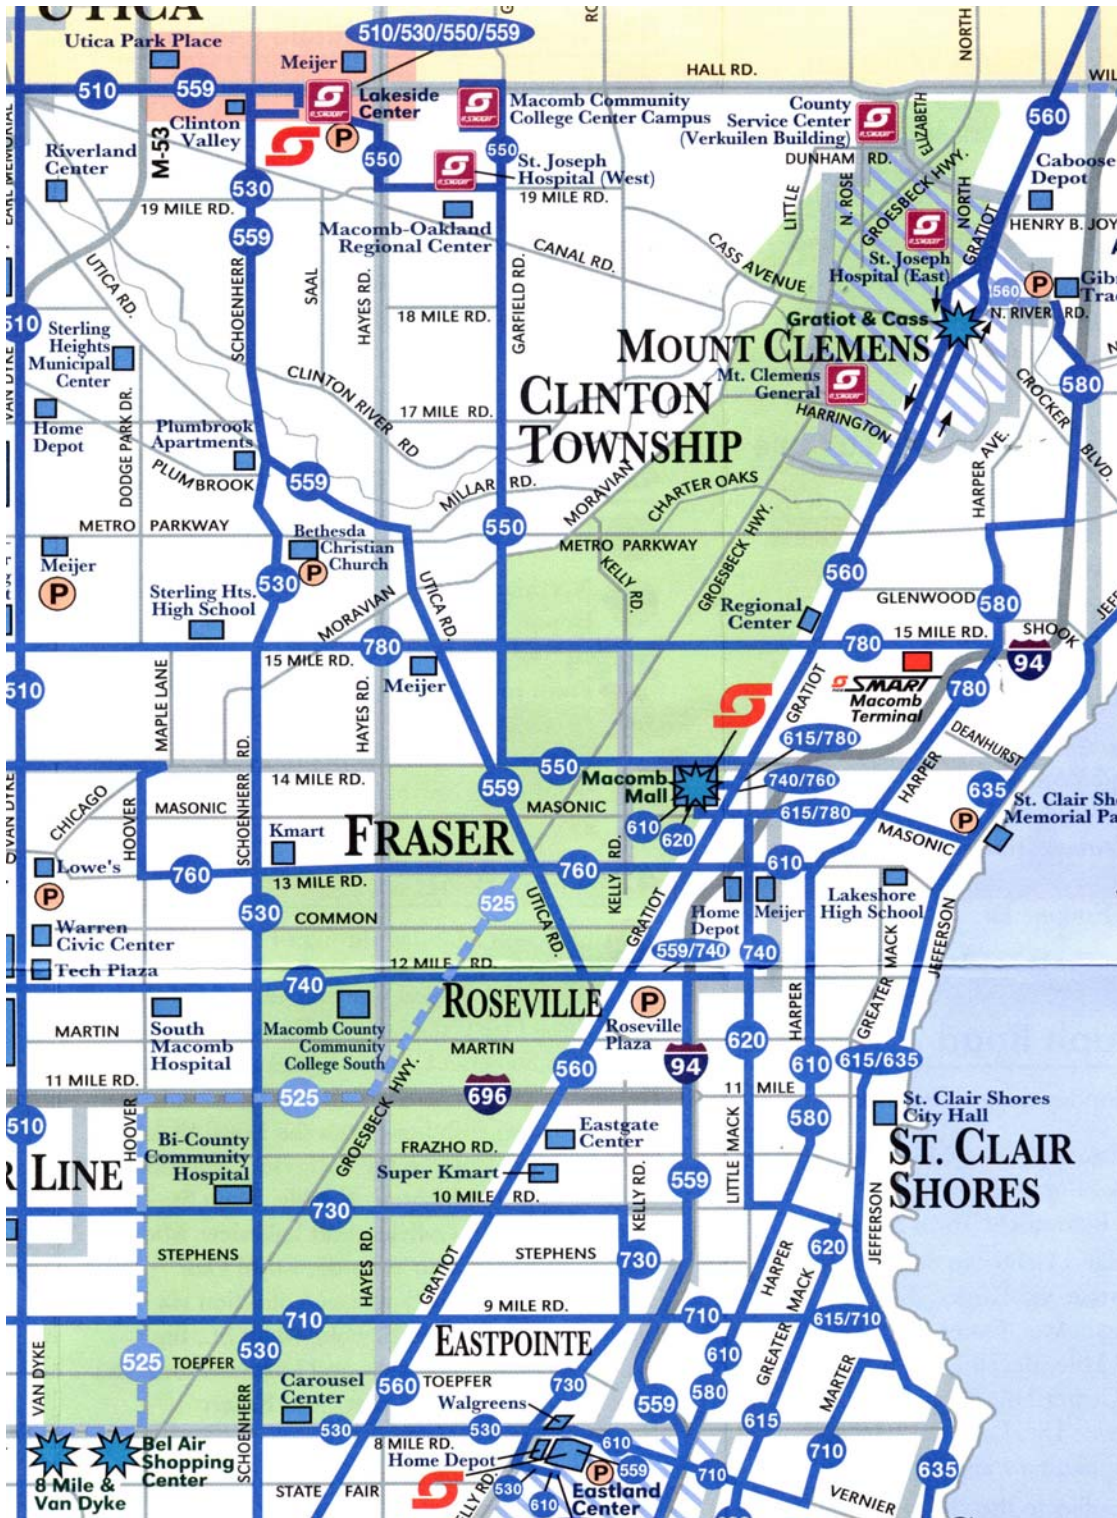 UTICA
Utica Park Place
510/530/550/559
Meijer
HALL RD.
NORTH
510
559
Lakeside
Center
Macomb Community
College Center Campus
County
Service Center
(Verkuilen Building)
ELIZABETH
560
Clinton
Valley
M-53
P
550
550
EARL MEMORIAL
Riverland
Center
St. Joseph
Hospital (West)
DUNHAM RD.
GROESBECK HWY.
Caboose
Depot
530
19 MILE RD.
19 MILE RD.
LITTLE
N. ROSE
NORTH
GRATIOT
HENRY B. JOY
559
Macomb-Oakland
Regional Center
CANAL RD.
CASS AVENUE
St. Joseph
Hospital (East)
UTICA RD.
SCHOENHERR
SAAL
HAYES RD.
GARFIELD RD.
P
560
N. RIVER RD.
510
18 MILE RD.
Gratiot & Cass
Sterling
Heights
Municipal
Center
MOUNT CLEMENS
VAN DYKE
CLINTON RIVER RD
CLINTON
TOWNSHIP
Mt. Clemens
General
CROCKER BLVD.
580
Home
Depot
DODGE PARK DR.
Plumbrook
Apartments
17 MILE RD.
HARRINGTON
PLUMBROOK
559
MILLAR RD.
MORAVIAN
CHARTER OAKS
HARPER AVE.
METRO PARKWAY
550
METRO PARKWAY
GROESBECK HWY.
Meijer
P
Bethesda
Christian
Church
P
530
Sterling Hts.
High School
MORAVIAN
UTICA RD.
KELLY RD.
560
GLENWOOD
580
Regional
Center
780
15 MILE RD.
780
15 MILE RD.
SHOOK
94
Meijer
510
MAPLE LANE
HAYES RD.
SMART
Macomb
Terminal
780
GRATIOT
615/780
DEANHURST
SCHOENHERR RD.
14 MILE RD.
550
Macomb
Mall
740/760
HARPER
635
VAN DYKE
CHICAGO
HOOVER
MASONIC
559
MASONIC
610
620
615/780
MASONIC
P
Kmart
FRASER
Lowe's
P
760
13 MILE RD.
760
KELLY RD.
610
Home
Depot
Meijer
Lakeshore
High School
530
COMMON
525
UTICA RD.
GRATIOT
Warren
Civic Center
Tech Plaza
12 MILE RD.
559/740
740
GREATER MACK
JEFFERSON
740
ROSEVILLE
P
Roseville
Plaza
HARPER
MARTIN
South
Macomb
Hospital
Macomb County
Community
College South
MARTIN
560
94
620
610
615/635
11 MILE RD.
GROESBECK HWY.
525
696
11 MILE
580
St. Clair Shores
City Hall
510
HOOVER
Bi-County
Community
Hospital
FRAZHO RD.
Eastgate
Center
LITTLE MACK
ST. CLAIR
SHORES
LINE
Super Kmart
10 MILE RD.
KELLY RD.
559
730
STEPHENS
HAYES RD.
GRATIOT
STEPHENS
730
HARPER
620
JEFFERSON
9 MILE RD.
710
710
GREATER MACK
615/710
530
EASTPOINTE
610
525
TOEPFER
VAN DYKE
Carousel
Center
560
TOEPFER
730
580
MARTER
Walgreens
559
615
530
530
8 MILE RD.
Home Depot
610
710
710
635
Bel Air
Shopping
Center
8 Mile &
Van Dyke
SCHOENHERR
STATE FAIR
559
530
610
P
Eastland
Center
VERNIER